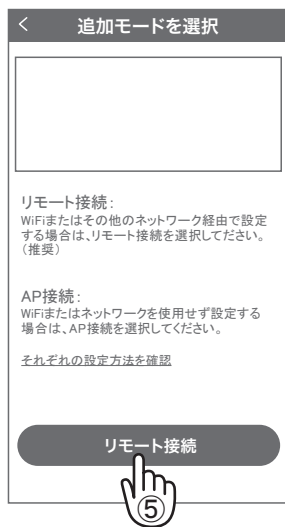 < 追加モードを選択
リモート接続:
WiFiまたはその他のネットワーク経由で設定
する場合は、リモート接続を選択してださい。
（推奨）
AP接続:
WiFiまたはネットワークを使用せず設定する
場合は、AP接続を選択してください。
それぞれの設定方法を確認
リモート接続
⑤